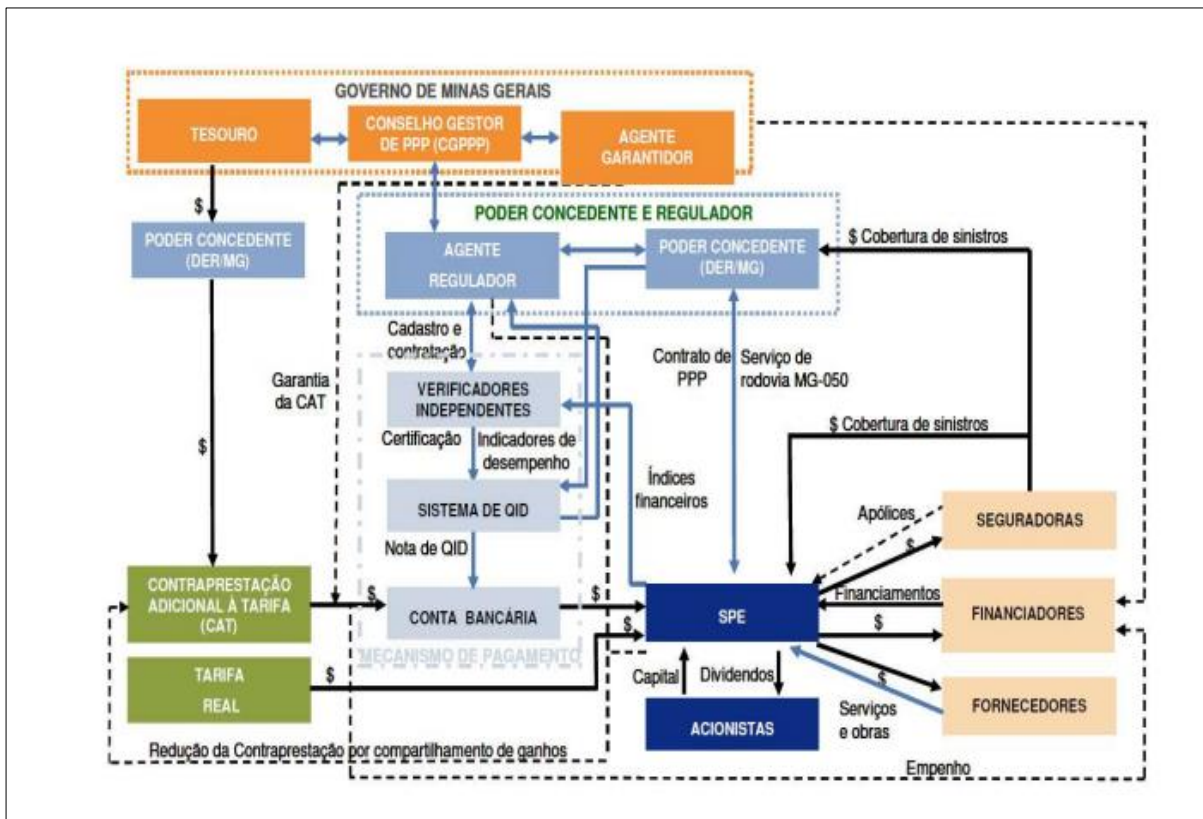 GOVERNO DE MINAS GERAIS
TESOURO
CONSELHO GESTOR
DE PPP (CGPPP)
AGENTE
GARANTIDOR
$
PODER CONCEDENTE E REGULADOR
PODER CONCEDENTE
(DER/MG)
AGENTE
REGULADOR
PODER CONCEDENTE
(DER/MG)
$ Cobertura de sinistros
Cadastro e
contratação
Contrato de
PPP
Serviço de
rodovia MG-050
Garantia
da CAT
VERIFICADORES
INDEPENDENTES
$
Certificação
Indicadores de
desempenho
$ Cobertura de sinistros
Índices
financeiros
SISTEMA DE QID
Apólices
SEGURADORAS
$
Nota de QID
CONTRAPRESTAÇÃO
ADICIONAL À TARIFA
(CAT)
$
CONTA BANCÁRIA
$
SPE
Financiamentos
FINANCIADORES
$
$
MECANISMO DE PAGAMENTO
TARIFA
REAL
$
Capital
Dividendos
$
FORNECEDORES
ACIONISTAS
Serviços
e obras
Redução da Contraprestação por compartilhamento de ganhos
Empenho